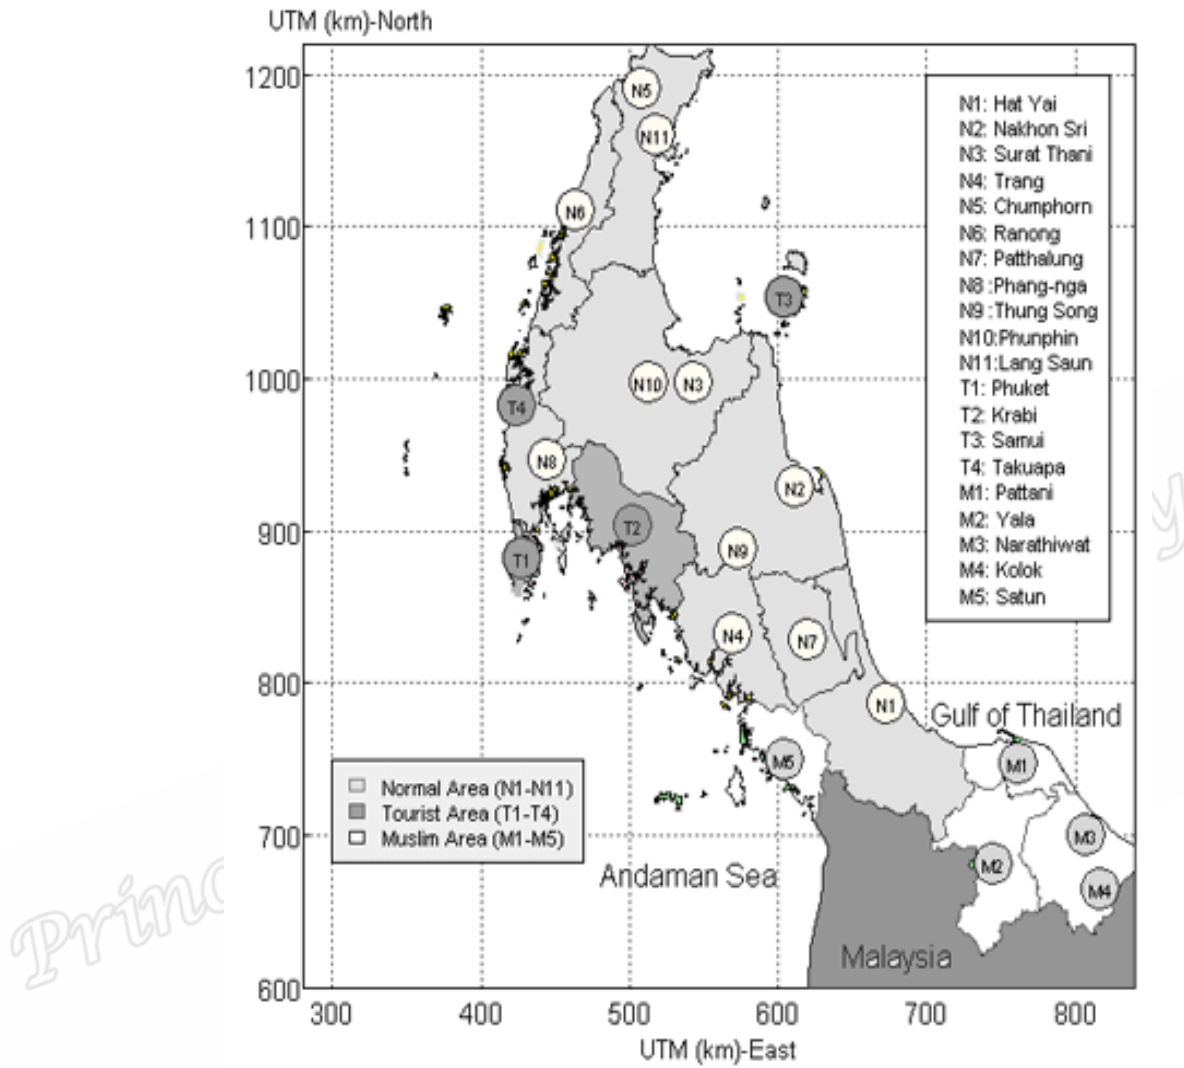 UTM (km)-North
1200
1100
1000
900
800
700
600
300
400
500
600
700
800
UTM (km)-East
N5
N11
N6
T3
N10
N3
T4
N8
N2
T2
N9
T1
N4
N7
N1
M5
M1
M3
M2
M4
N1: Hat Yai
N2: Nakhon Sri
N3: Surat Thani
N4: Trang
N5: Chumphorn
N6: Ranong
N7: Patthalung
N8 :Phang-nga
N9 :Thung Song
N10:Phunphin
N11:Lang Saun
T1: Phuket
T2: Krabi
T3: Samui
T4: Takuapa
M1: Pattani
M2: Yala
M3: Narathiwat
M4: Kolok
M5: Satun
Gulf of Thailand
Normal Area (N1-N11)
Tourist Area (T1-T4)
Muslim Area (M1-M5)
Andaman Sea
Malaysia